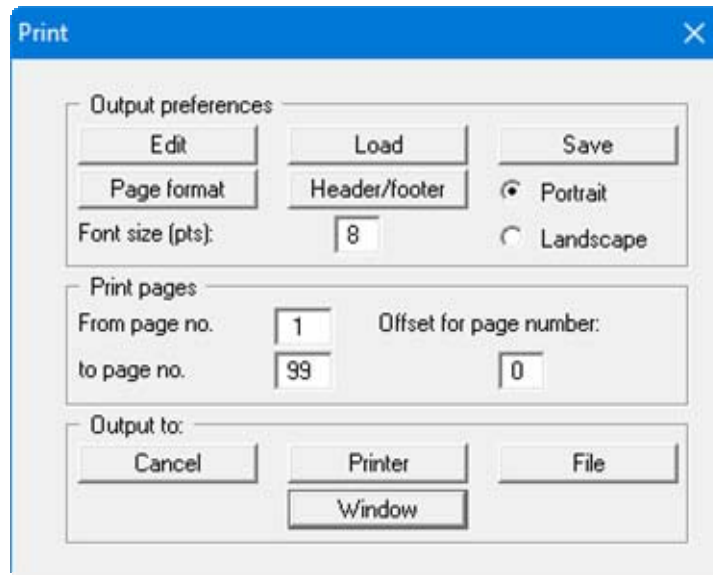 Print
Output preferences
Edit Load Save
Page format Header/footer Portrait
Font size (pts): 8 Landscape
Print pages
From page no. 1 Offset for page number:
to page no. 99 0
Output to:
Cancel Printer File
Window